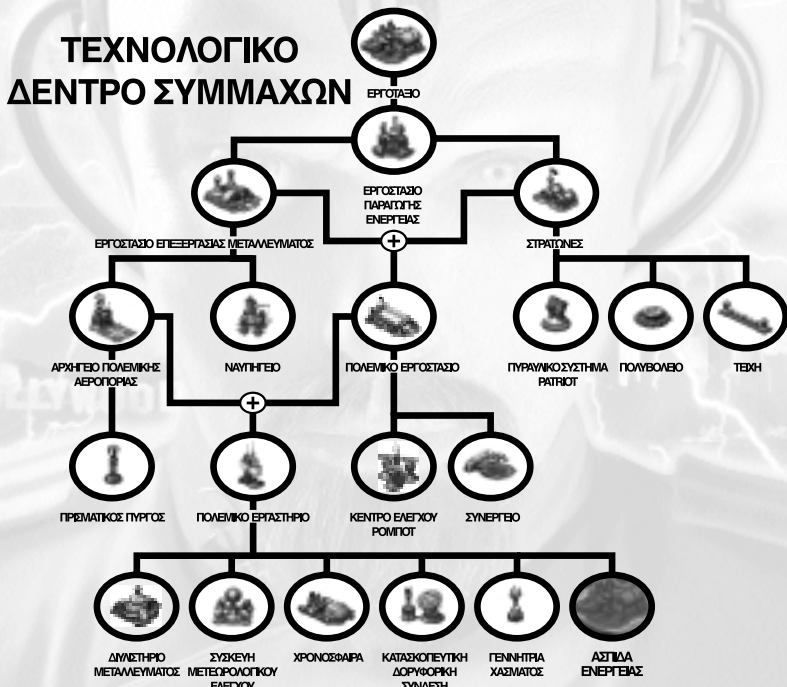 ΤΕΧΝΟΛΟΓΙΚΟ
ΔΕΝΤΡΟ ΣΥΜΜΑΧΩΝ
ΕΡΓΟΤΑΞΙΟ
ΕΡΓΟΣΤΑΣΙΟ
ΠΑΡΑΓΩΓΗΣ
ΕΝΕΡΓΕΙΑΣ
ΕΡΓΟΣΤΑΣΙΟ ΕΠΕΞΕΡΓΑΣΙΑΣ ΜΕΤΑΛΛΕΥΜΑΤΟΣ
+
ΣΤΡΑΤΩΝΕΣ
ΑΡΧΗΓΕΙΟ ΠΟΛΕΜΙΚΗΣ
ΑΕΡΟΠΟΡΙΑΣ
ΝΑΥΠΗΓΕΙΟ
ΠΟΛΕΜΙΚΟ ΕΡΓΟΣΤΑΣΙΟ
ΠΥΡΑΥΛΙΚΟ ΣΥΣΤΗΜΑ
PATRIOT
ΠΟΛΥΒΟΛΕΙΟ
ΤΕΙΧΗ
+
ΠΡΙΣΜΑΤΙΚΟΣ ΠΥΡΓΟΣ
ΠΟΛΕΜΙΚΟ ΕΡΓΑΣΤΗΡΙΟ
ΚΕΝΤΡΟ ΕΛΕΓΧΟΥ
ΡΟΜΠΟΤ
ΣΥΝΕΡΓΕΙΟ
ΔΙΥΛΙΣΤΗΡΙΟ
ΜΕΤΑΛΛΕΥΜΑΤΟΣ
ΣΥΣΚΕΥΗ
ΜΕΤΕΩΡΟΛΟΓΙΚΟΥ
ΕΛΕΓΧΟΥ
ΧΡΟΝΟΣΦΑΙΡΑ
ΚΑΤΑΣΚΟΠΕΥΤΙΚΗ
ΔΟΡΥΦΟΡΙΚΗ
ΣΥΝΔΕΣΗ
ΓΕΝΝΗΤΡΙΑ
ΧΑΣΜΑΤΟΣ
ΑΣΠΙΔΑ
ΕΝΕΡΓΕΙΑΣ